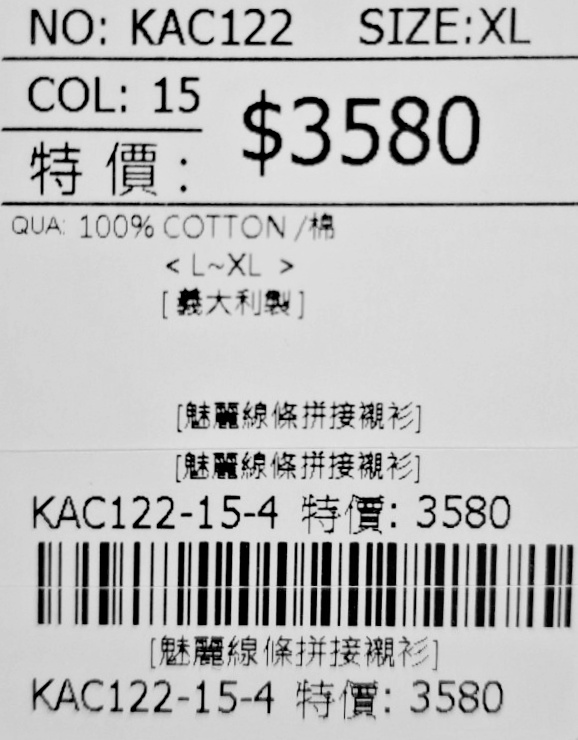 NO: KAC122 SIZE:XL
COL: 15
$3580
特價:
QUA: 100% COTTON /棉
< L~XL >
[義大利製]
[魅麗線條拼接襯衫]
[魅麗線條拼接襯衫]
KAC122-15-4 特價: 3580
[魅麗線條拼接襯衫]
KAC122-15-4 特價: 3580